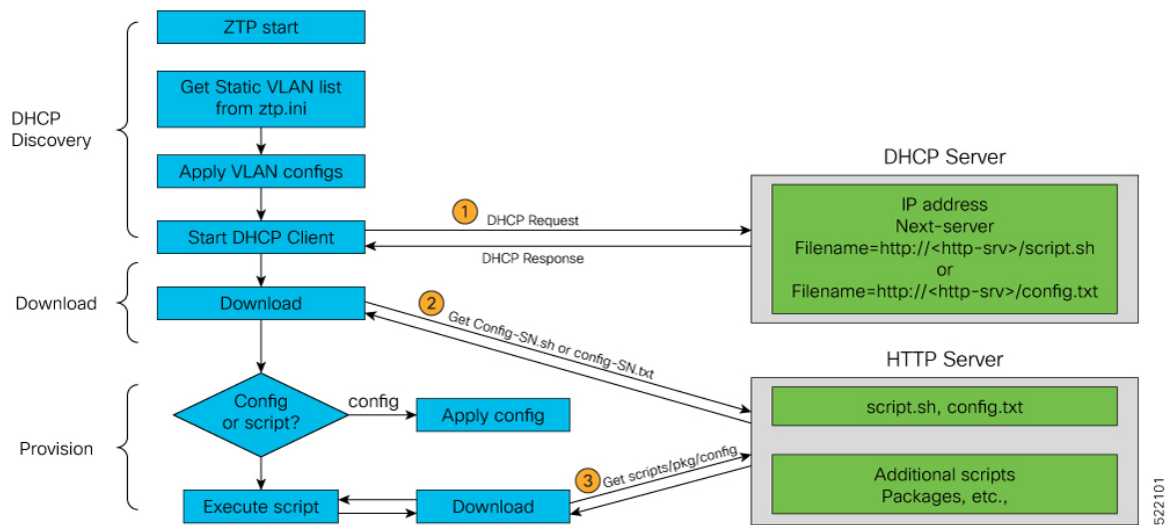 ZTP start
Get Static VLAN list
from ztp.ini
DHCP
Discovery
Apply VLAN configs
Start DHCP Client
1
DHCP Request
DHCP Response
DHCP Server
IP address
Next-server
Filename=http://<http-srv>/script.sh
or
Filename=http://<http-srv>/config.txt
Download
Download
2
Get Config-SN.sh or config-SN.txt
HTTP Server
script.sh, config.txt
Additional scripts
Packages, etc.,
Provision
Config
or script?
config
Apply config
Execute script
Download
3
Get scripts/pkg/config
522101